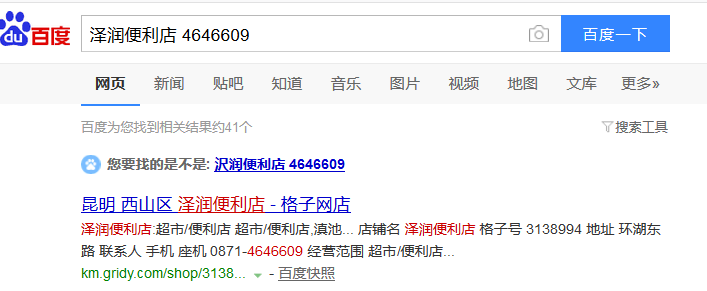 du百度 泽润便利店 4646609 百度一下
网页 新闻 贴吧 知道 音乐 图片 视频 地图 文库 更多»
百度为您找到相关结果约41个 搜索工具
您要找的是不是: 沢润便利店 4646609
昆明 西山区 泽润便利店 - 格子网店
泽润便利店:超市/便利店 超市/便利店,滇池... 店铺名 泽润便利店 格子号 3138994 地址 环湖东
路 联系人 手机 座机 0871-4646609 经营范围 超市/便利店...
km.gridy.com/shop/3138... - 百度快照